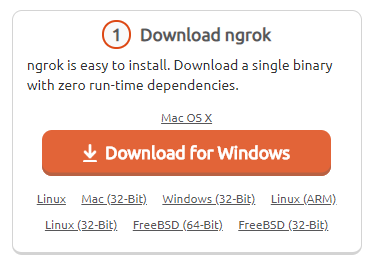 1 Download ngrok
ngrok is easy to install. Download a single binary
with zero run-time dependencies.
Mac OS X
Download for Windows
Linux Mac (32-Bit) Windows (32-Bit) Linux (ARM)
Linux (32-Bit) FreeBSD (64-Bit) FreeBSD (32-Bit)